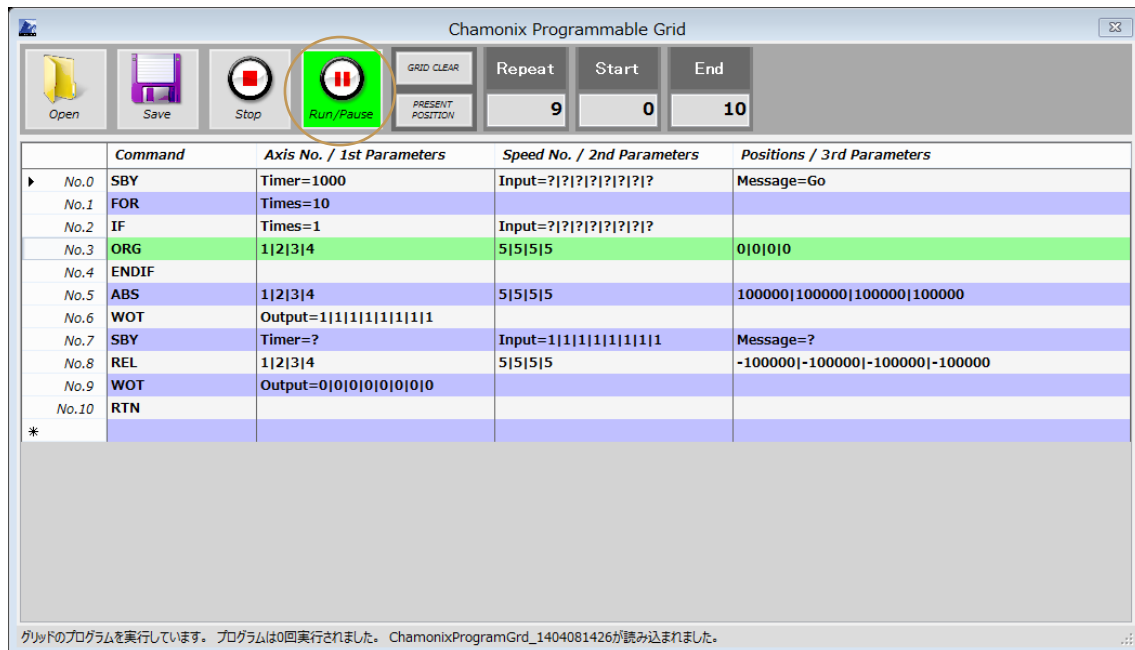 Chamonix Programmable Grid
Open Save Stop Run/Pause GRID CLEAR PRESENT POSITION Repeat Start End
9 0 10
Command Axis No. / 1st Parameters Speed No. / 2nd Parameters Positions / 3rd Parameters
No.0 SBY Timer=1000 Input=?|?|?|?|?|?|?|? Message=Go
No.1 FOR Times=10
No.2 IF Times=1 Input=?|?|?|?|?|?|?|?
No.3 ORG 1|2|3|4 5|5|5|5 0|0|0|0
No.4 ENDIF
No.5 ABS 1|2|3|4 5|5|5|5 100000|100000|100000|100000
No.6 WOT Output=1|1|1|1|1|1|1|1
No.7 SBY Timer=? Input=1|1|1|1|1|1|1|1 Message=?
No.8 REL 1|2|3|4 5|5|5|5 -100000|-100000|-100000|-100000
No.9 WOT Output=0|0|0|0|0|0|0|0
No.10 RTN
*
グリッドのプログラムを実行しています。 プログラムは0回実行されました。 ChamonixProgramGrd_1404081426が読み込まれました。